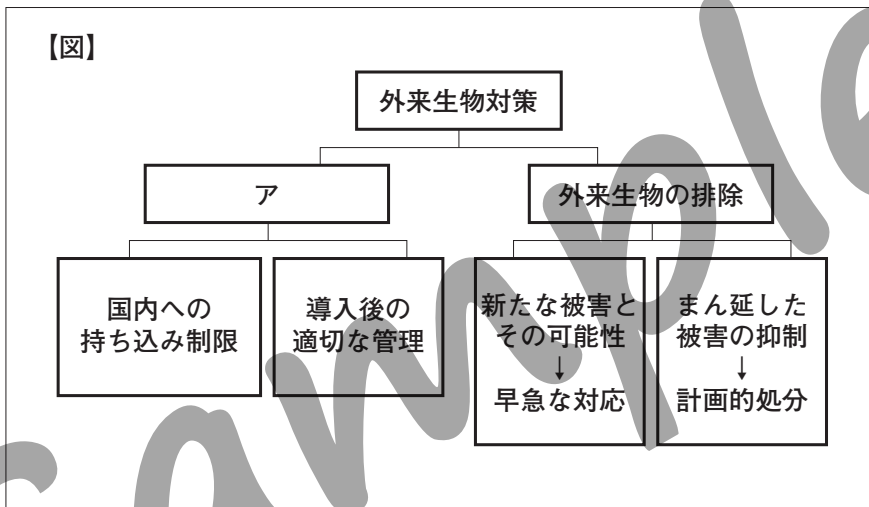 【図】
外来生物対策
ア
外来生物の排除
国内への
持ち込み制限
導入後の
適切な管理
新たな被害と
その可能性
↓
早急な対応
まん延した
被害の抑制
↓
計画的処分
sample